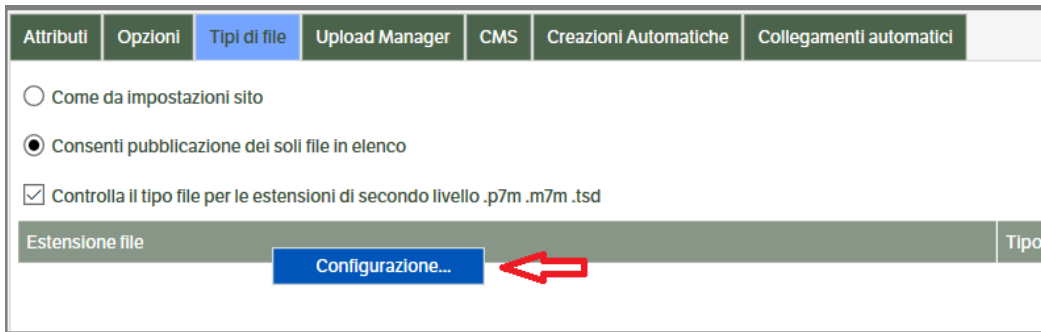 Attributi Opzioni Tipi di file Upload Manager CMS Creazioni Automatiche Collegamenti automatici
Come da impostazioni sito
Consenti pubblicazione dei soli file in elenco
Controlla il tipo file per le estensioni di secondo livello .p7m .m7m .tsd
Estensione file Tipo
Configurazione...